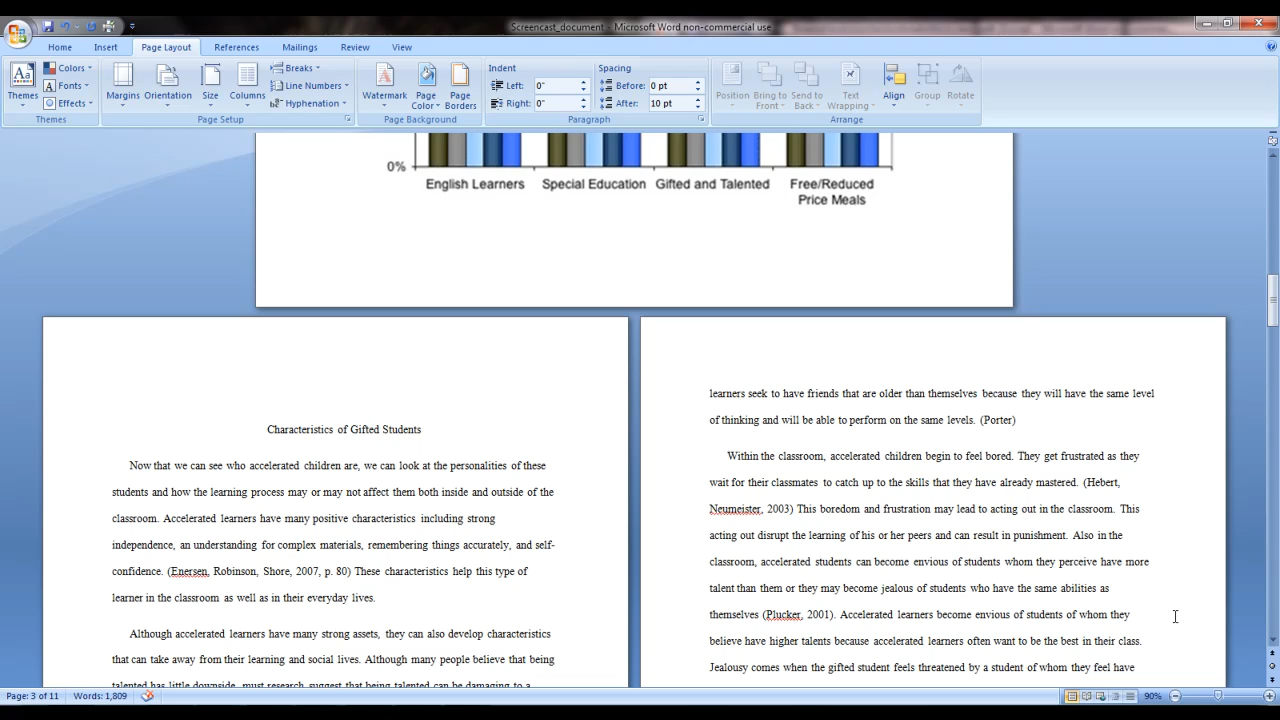 Screencast_document - Microsoft Word non-commercial use
Home Insert Page Layout References Mailings Review View
Themes Colors Fonts Effects
Themes
Margins Orientation Size Columns Breaks Line Numbers Hyphenation
Page Setup
Watermark Page Color Page Borders
Page Background
Indent Left: 0" Right: 0" Spacing Before: 0 pt After: 10 pt
Paragraph
Position Bring to Front Send to Back Text Wrapping Align Group Rotate
Arrange
0%
English Learners Special Education Gifted and Talented Free/Reduced Price Meals
Characteristics of Gifted Students
Now that we can see who accelerated children are, we can look at the personalities of these
students and how the learning process may or may not affect them both inside and outside of the
classroom. Accelerated learners have many positive characteristics including strong
independence, an understanding for complex materials, remembering things accurately, and self-
confidence. (Enersen, Robinson, Shore, 2007, p. 80) These characteristics help this type of
learner in the classroom as well as in their everyday lives.
Although accelerated learners have many strong assets, they can also develop characteristics
that can take away from their learning and social lives. Although many people believe that being
talented has little downside, must research suggest that being talented can be damaging to a
learners seek to have friends that are older than themselves because they will have the same level
of thinking and will be able to perform on the same levels. (Porter)
Within the classroom, accelerated children begin to feel bored. They get frustrated as they
wait for their classmates to catch up to the skills that they have already mastered. (Hebert,
Neumeister, 2003) This boredom and frustration may lead to acting out in the classroom. This
acting out disrupt the learning of his or her peers and can result in punishment. Also in the
classroom, accelerated students can become envious of students whom they perceive have more
talent than them or they may become jealous of students who have the same abilities as
themselves (Plucker, 2001). Accelerated learners become envious of students of whom they
believe have higher talents because accelerated learners often want to be the best in their class.
Jealousy comes when the gifted student feels threatened by a student of whom they feel have
Page: 3 of 11 Words: 1,809 90%